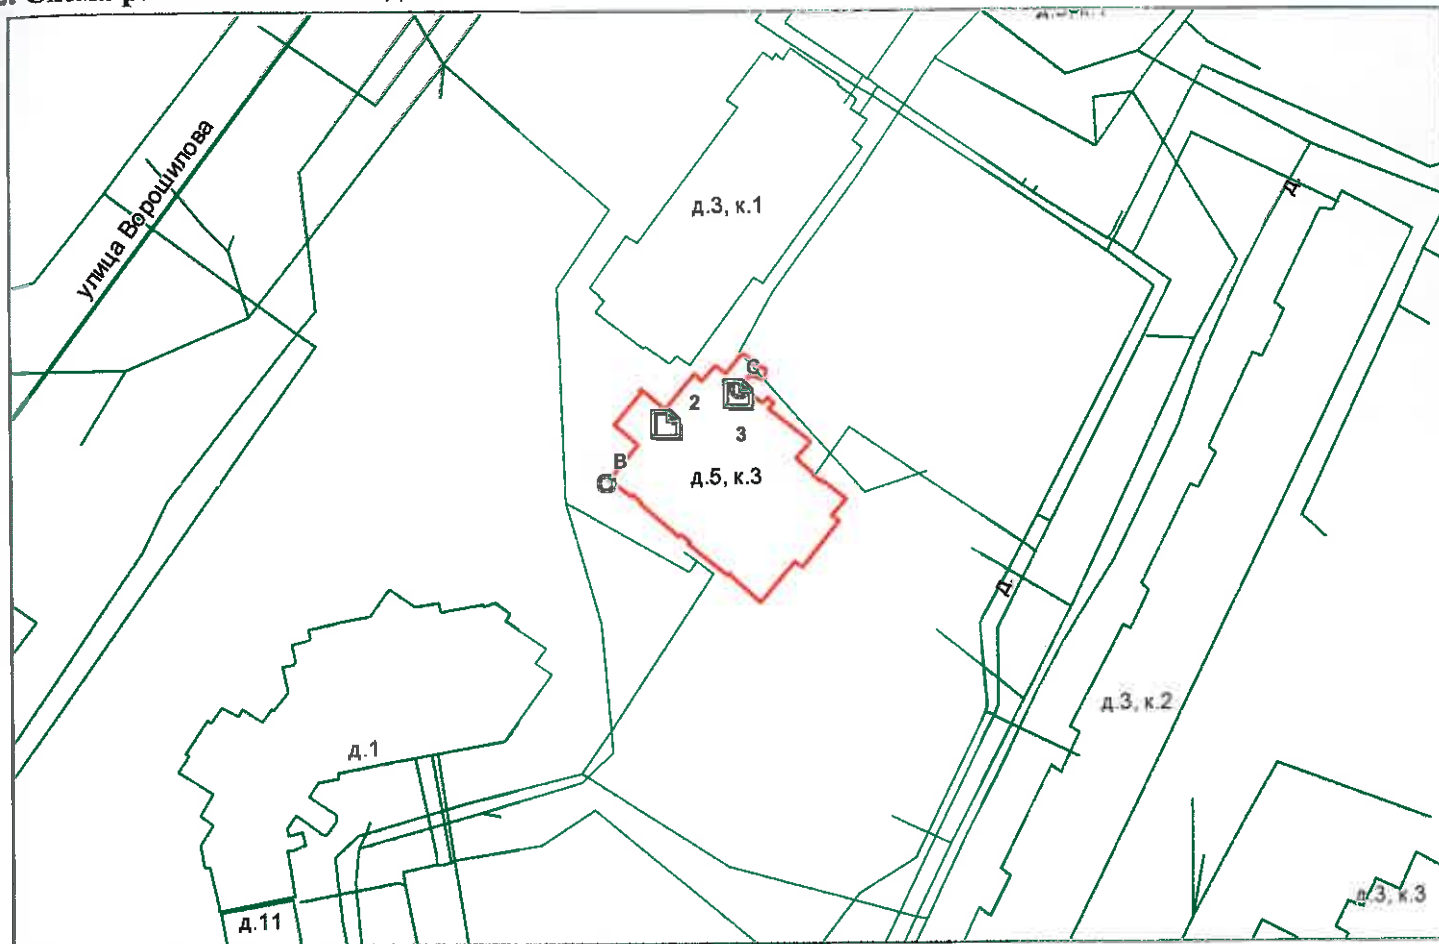 улица Ворошилова
д.3, к.1
д.
С
2
3
В
С
д.5, к.3
д.
д.3, к.2
д.1
д.3, к.3
д.11